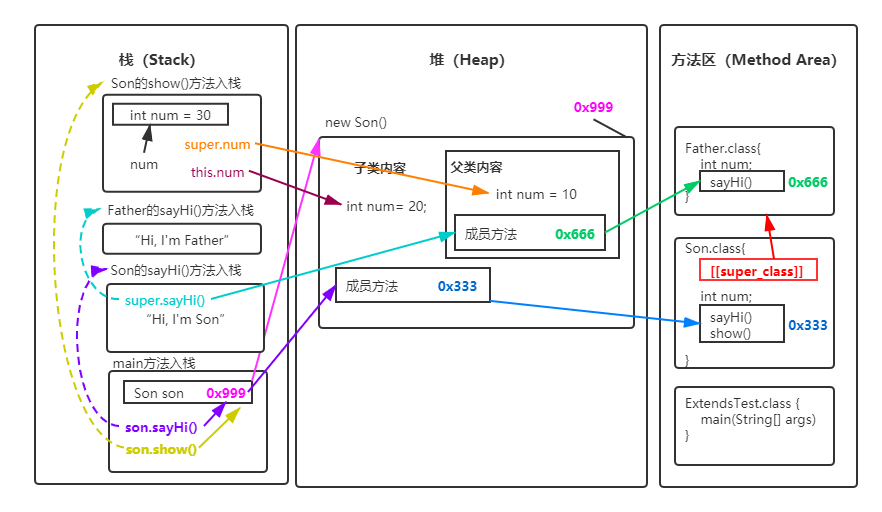 栈（Stack）
Son的show()方法入栈
int num = 30
super.num
num
this.num
Father的sayHi()方法入栈
“Hi, I'm Father”
Son的sayHi()方法入栈
super.sayHi()
“Hi, I'm Son”
main方法入栈
Son son 0x999
son.sayHi()
son.show()
堆（Heap）
0x999
new Son()
子类内容
父类内容
int num = 10
int num= 20;
成员方法 0x666
成员方法 0x333
方法区（Method Area）
Father.class{
int num;
sayHi() 0x666
}
Son.class{
[[super_class]]
int num;
sayHi()
0x333
show()
}
ExtendsTest.class {
main(String[] args)
}